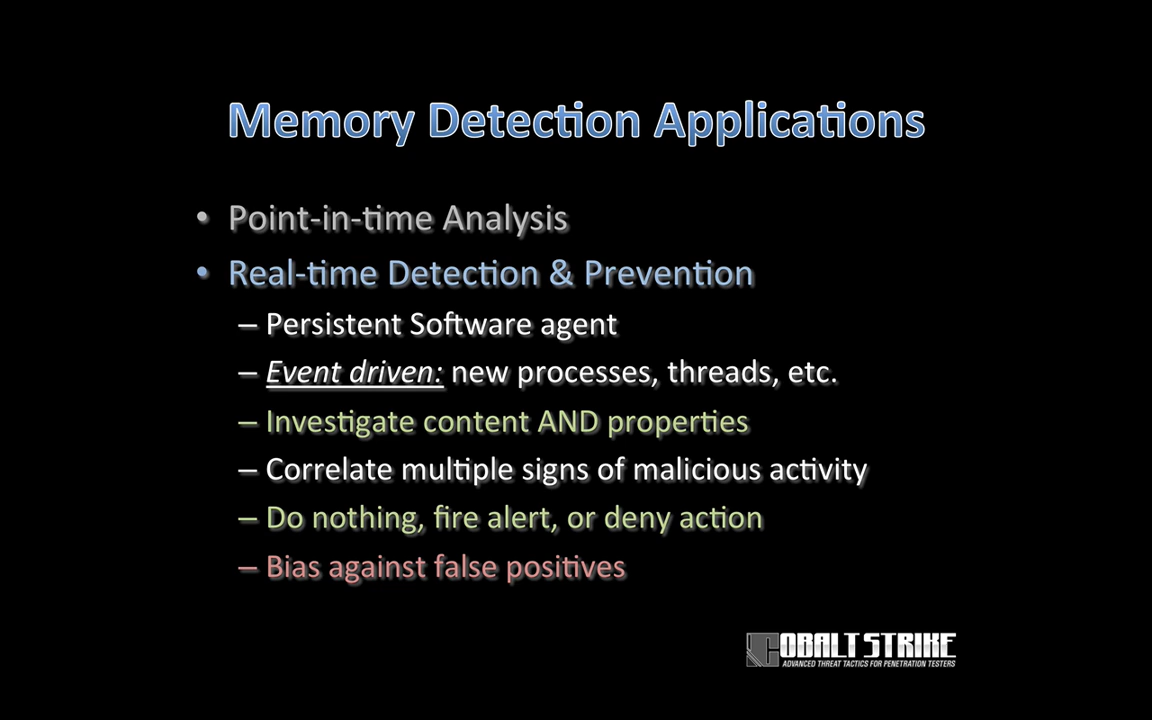 Memory Detection Applications
• Point-in-time Analysis
• Real-time Detection & Prevention
– Persistent Software agent
– Event driven: new processes, threads, etc.
– Investigate content AND properties
– Correlate multiple signs of malicious activity
– Do nothing, fire alert, or deny action
– Bias against false positives
COBALT STRIKE
ADVANCED THREAT TACTICS FOR PENETRATION TESTERS